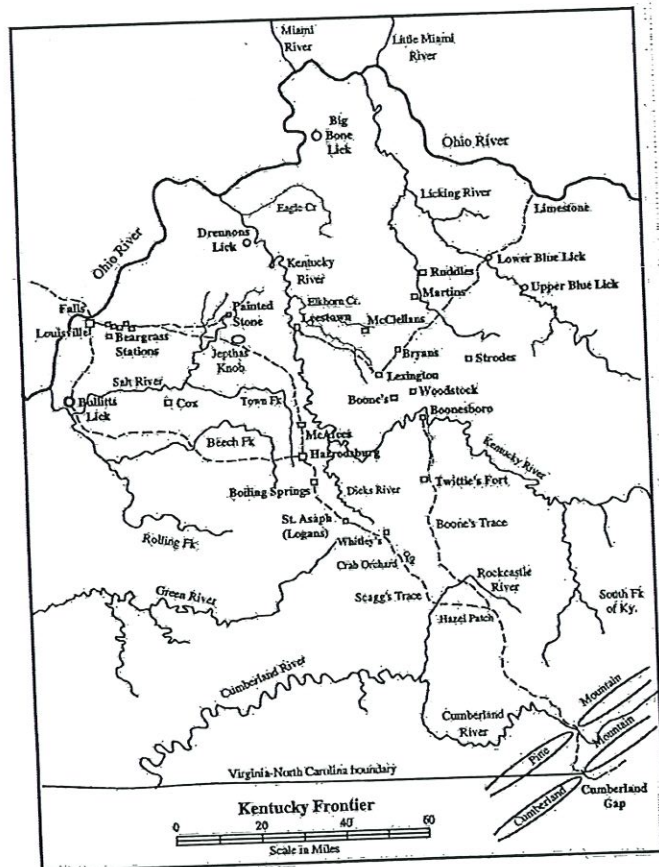 Miami
River
Little Miami
River
Big
Bone
Lick
Ohio River
Licking River
Limestone
Eagle Cr
Drennons
Lick
Ohio River
Kentucky
River
Lower Blue Lick
Ruddles
Upper Blue Lick
Martins
Falls
Louisville
Painted
Stone
Elkhorn Cr.
Leestown
McClellans
Beargrass
Stations
Bryans
Strodes
Jepthas
Knob
Lexington
Salt River
Bullitts
Lick
Cox
Town Fk
Boone's
Woodstock
Boonesboro
McAfees
Beech Fk
Harrodsburg
Kentucky River
Boiling Springs
Dicks River
Twittie's Fort
St. Asaph
(Logans)
Boone's Trace
Rolling Fk
Whitley's
Crab Orchard
Rockcastle
River
Green River
Scagg's Trace
South Fk
of Ky.
Hazel Patch
Cumberland River
Cumberland
River
Mountain
Pine
Mountain
Virginia-North Carolina boundary
Cumberland
Cumberland
Gap
Kentucky Frontier
0 20 40 60
Scale in Miles